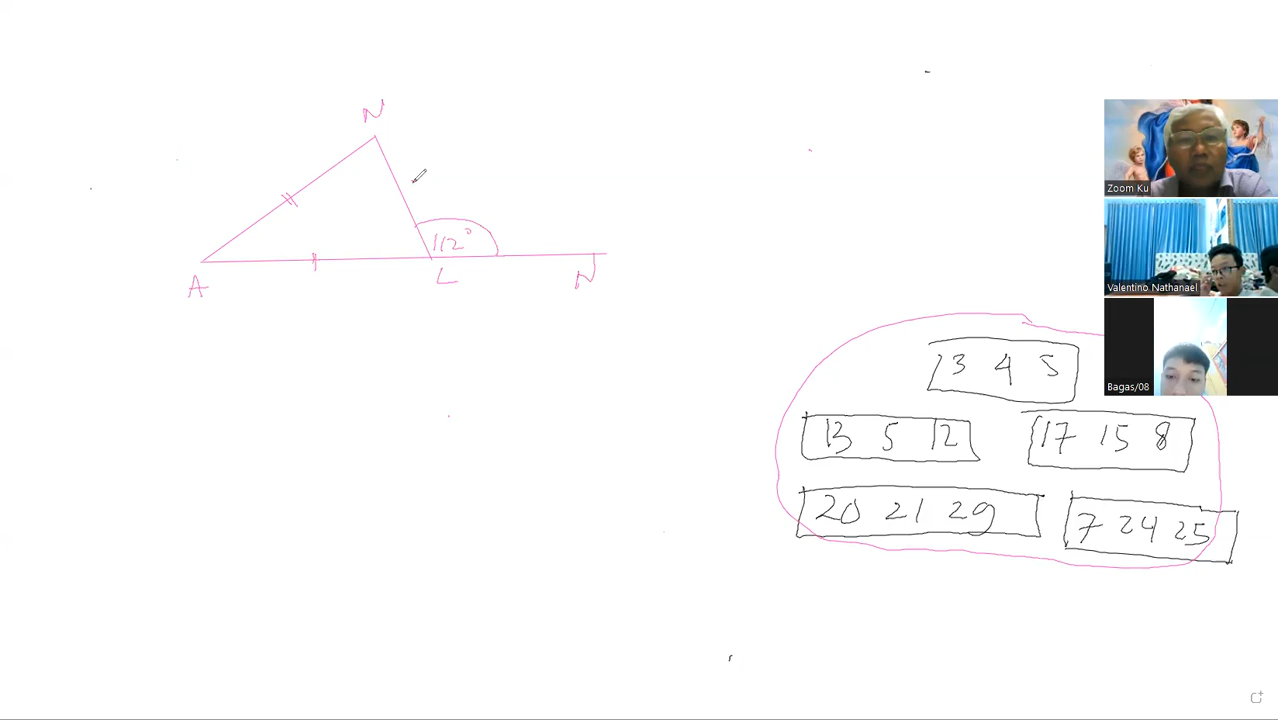 N
112°
A
L
N
3 4 5
13 5 12
17 15 8
20 21 29
7 24 25
Zoom Ku
Valentino Nathanael
Bagas/08